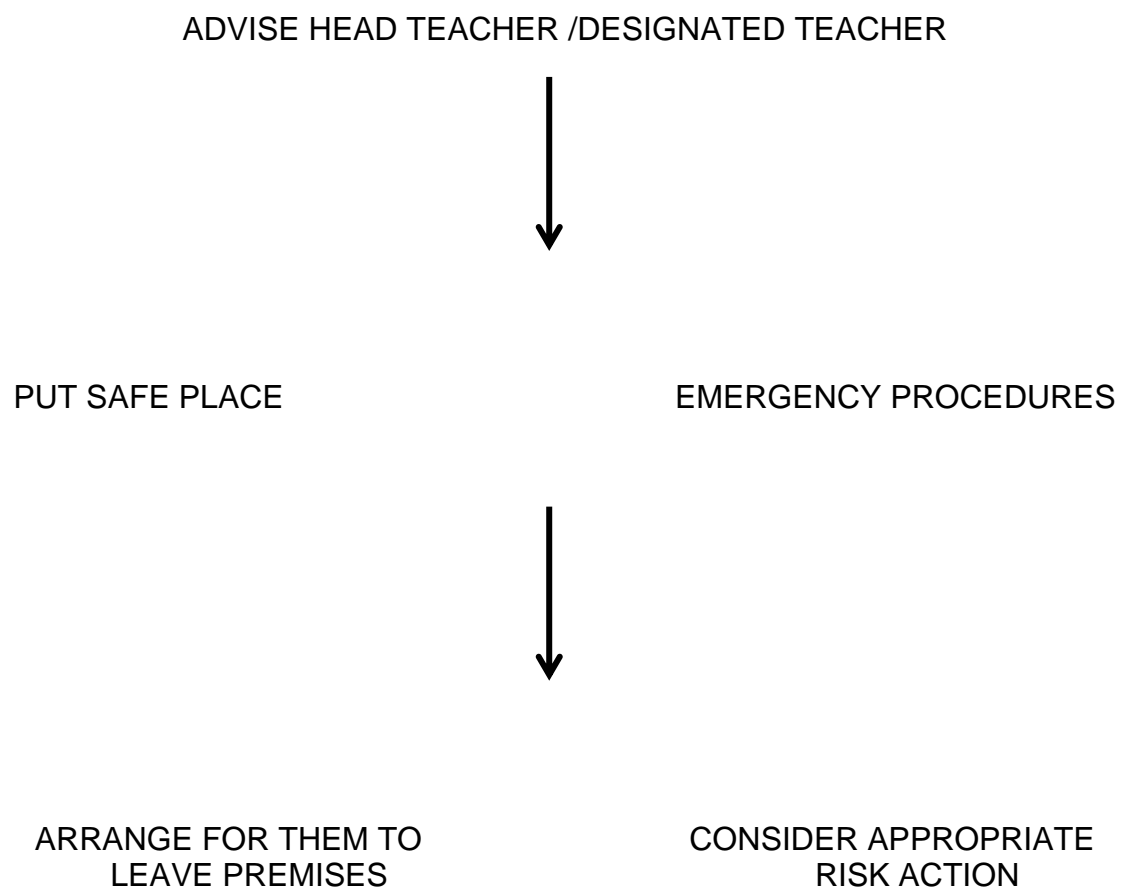 ADVISE HEAD TEACHER /DESIGNATED TEACHER
PUT SAFE PLACE
EMERGENCY PROCEDURES
ARRANGE FOR THEM TO
LEAVE PREMISES
CONSIDER APPROPRIATE
RISK ACTION